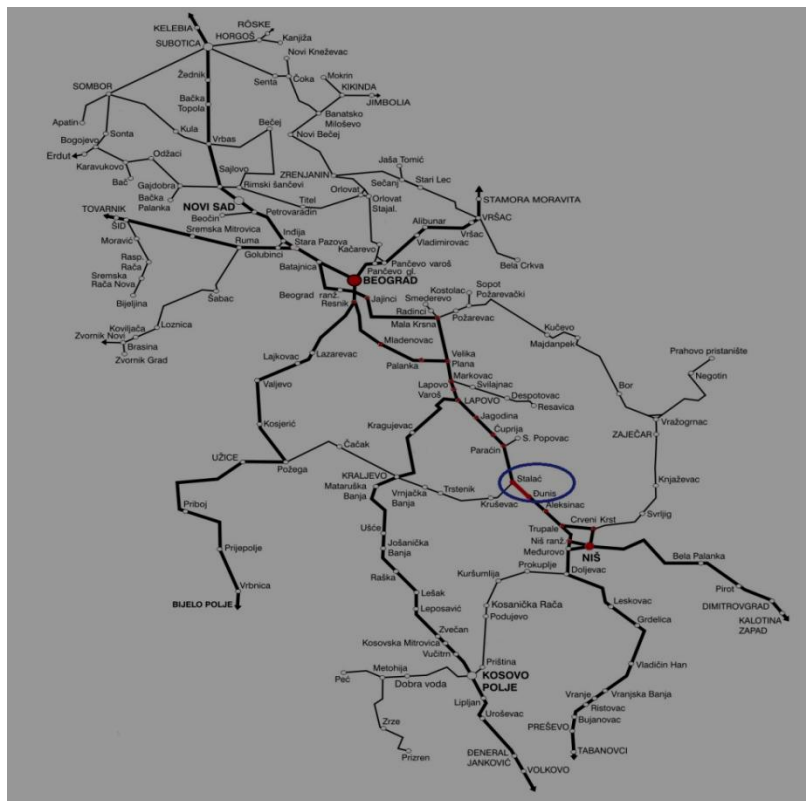 RÖSKE
KELEBIA
HORGOŠ
Kanjiža
SUBOTICA
Novi Kneževac
Žednik
Senta
Čoka
Mokrin
KIKINDA
SOMBOR
Bačka
Topola
JIMBOLIA
Banatsko
Miloševo
Apatin
Sonta
Kula
Bečej
Novi Bečej
Bogojevo
Vrbas
Erdut
Odžaci
Jaša Tomić
Karavukovo
Sajlovo
ZRENJANIN
Sečanj
Stari Lec
Bač
Gajdobra
Rimski šančevi
Orlovat
Bačka
Palanka
Titel
Orlovat
Stajal.
STAMORA MORAVITA
NOVI SAD
TOVARNIK
Beočin
Petrovaradin
Alibunar
VRŠAC
ŠID
Sremska Mitrovica
Inđija
Vladimirovac
Vršac
Moravić
Ruma
Stara Pazova
Kačarevo
Golubinci
Pančevo varoš
Rasp.
Rača
Batajnica
Pančevo gl.
Bela Crkva
BEOGRAD
Sremska
Rača Nova
Beograd ranž.
Jajinci
Kostolac
Sopot
Požarevački
Bijeljina
Šabac
Resnik
Smederevo
Radinci
Koviljača
Loznica
Mala Krsna
Požarevac
Kučevo
Zvornik Novi
Mladenovac
Majdanpek
Brasina
Prahovo pristanište
Zvornik Grad
Lajkovac
Lazarevac
Velika
Plana
Palanka
Negotin
Markovac
Valjevo
Lapovo
Varoš
Svilajnac
Despotovac
Bor
LAPOVO
Resavica
Kosjerić
Kragujevac
Jagodina
Vražogrnac
Ćuprija
ZAJEČAR
Čačak
S. Popovac
UŽICE
Paraćin
Požega
KRALJEVO
Stalać
Mataruška
Banja
Vrnjačka
Banja
Trstenik
Knjaževac
Đunis
Kruševac
Aleksinac
Priboj
Svrljig
Ušće
Crveni Krst
Trupale
Jošanička
Banja
Niš ranž.
Prijepolje
Međurovo
NIŠ
Bela Palanka
Prokuplje
Doljevac
Raška
Kuršumlija
Vrbnica
Lešak
Pirot
BIJELO POLJE
Leposavić
Kosanička Rača
Leskovac
DIMITROVGRAD
Podujevo
KALOTINA
ZAPAD
Grdelica
Zvečan
Kosovska Mitrovica
Vučitrn
Priština
Vladičin Han
Peć
Metohija
Dobra voda
KOSOVO
POLJE
Vranjska Banja
Vranje
Lipljan
Ristovac
Uroševac
Bujanovac
Zrze
PREŠEVO
Prizren
ĐENERAL
JANKOVIĆ
TABANOVCI
VOLKOVO